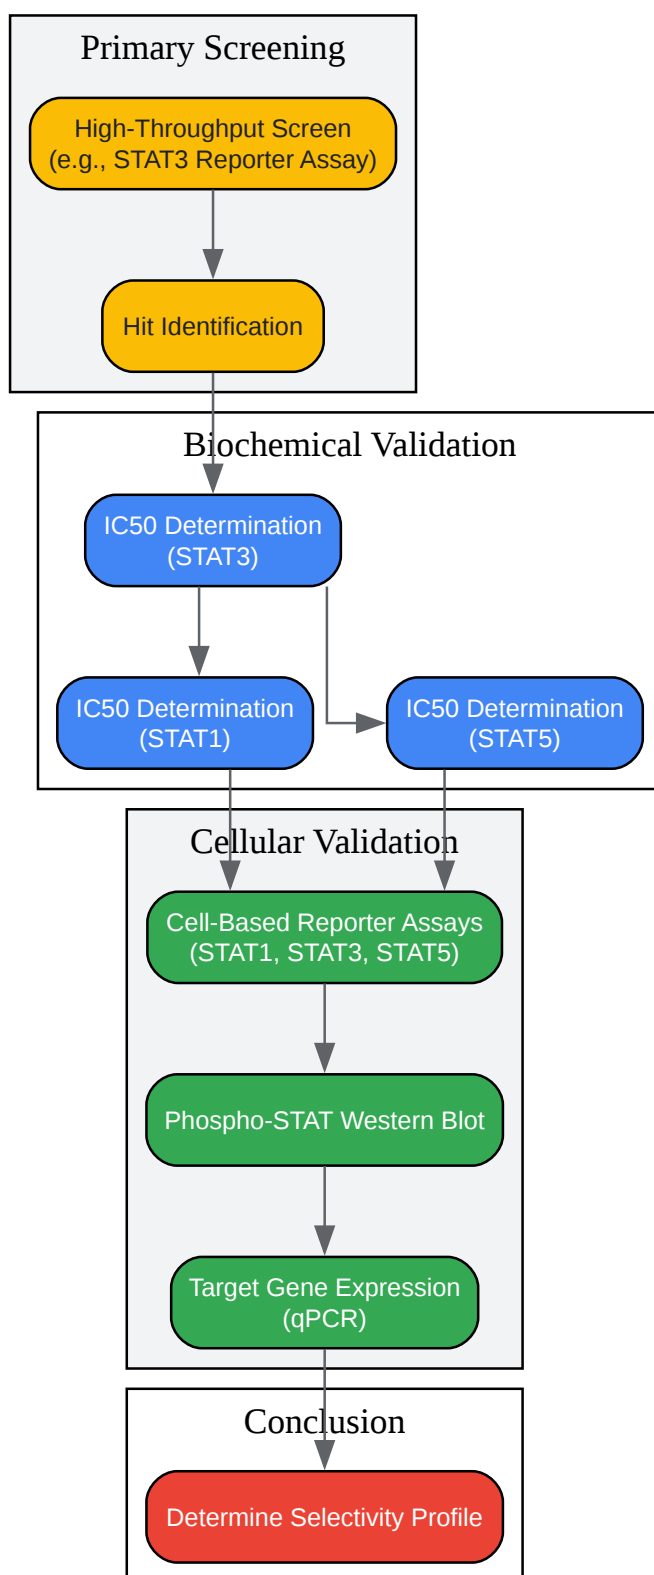 Primary Screening
High-Throughput Screen
(e.g., STAT3 Reporter Assay)
Hit Identification
Biochemical Validation
IC50 Determination
(STAT3)
IC50 Determination
(STAT1)
IC50 Determination
(STAT5)
Cellular Validation
Cell-Based Reporter Assays
(STAT1, STAT3, STAT5)
Phospho-STAT Western Blot
Target Gene Expression
(qPCR)
Conclusion
Determine Selectivity Profile